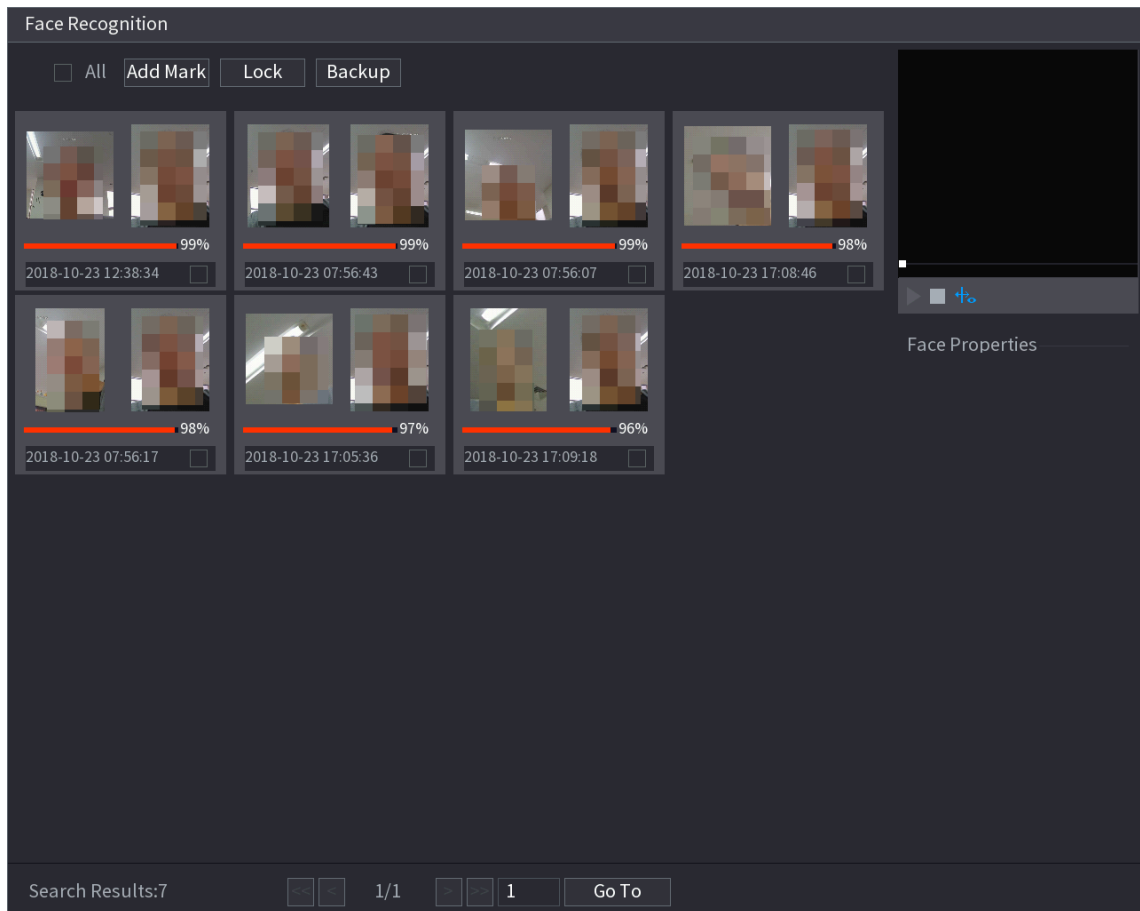 Face Recognition
All Add Mark Lock Backup
99% 99% 99% 98%
2018-10-23 12:38:34 2018-10-23 07:56:43 2018-10-23 07:56:07 2018-10-23 17:08:46
Face Properties
98% 97% 96%
2018-10-23 07:56:17 2018-10-23 17:05:36 2018-10-23 17:09:18
Search Results:7 << < 1/1 > >> 1 Go To